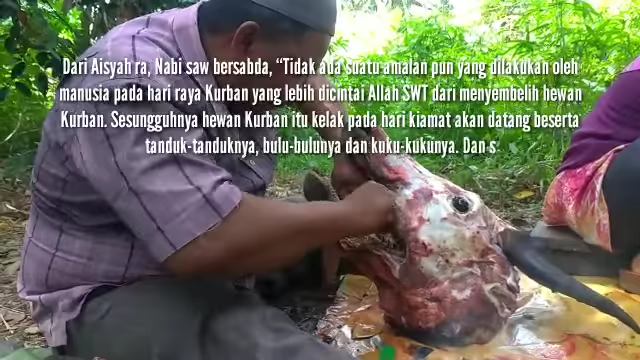 Dari Aisyah ra, Nabi saw bersabda, “Tidak ada suatu amalan pun yang dilakukan oleh
manusia pada hari raya Kurban yang lebih dicintai Allah SWT dari menyembelih hewan
Kurban. Sesungguhnya hewan Kurban itu kelak pada hari kiamat akan datang beserta
tanduk-tanduknya, bulu-bulunya dan kuku-kukunya. Dan s